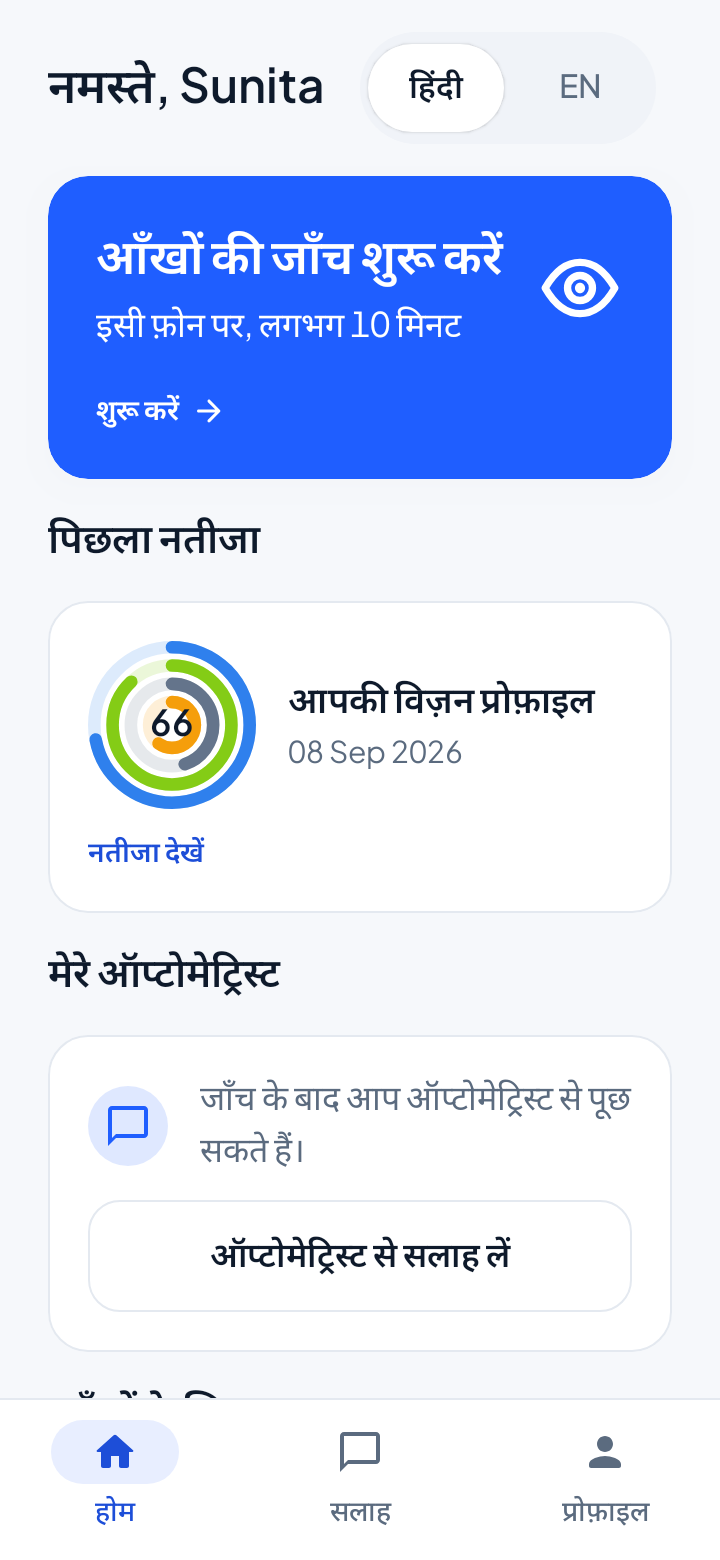 नमस्ते, Sunita
हिंदी
EN
आँखों की जाँच शुरू करें
इसी फ़ोन पर, लगभग 10 मिनट
शुरू करें
पिछला नतीजा
66
आपकी विज़न प्रोफ़ाइल
08 Sep 2026
नतीजा देखें
मेरे ऑप्टोमेट्रिस्ट
जाँच के बाद आप ऑप्टोमेट्रिस्ट से पूछ
सकते हैं।
ऑप्टोमेट्रिस्ट से सलाह लें
होम
सलाह
प्रोफ़ाइल